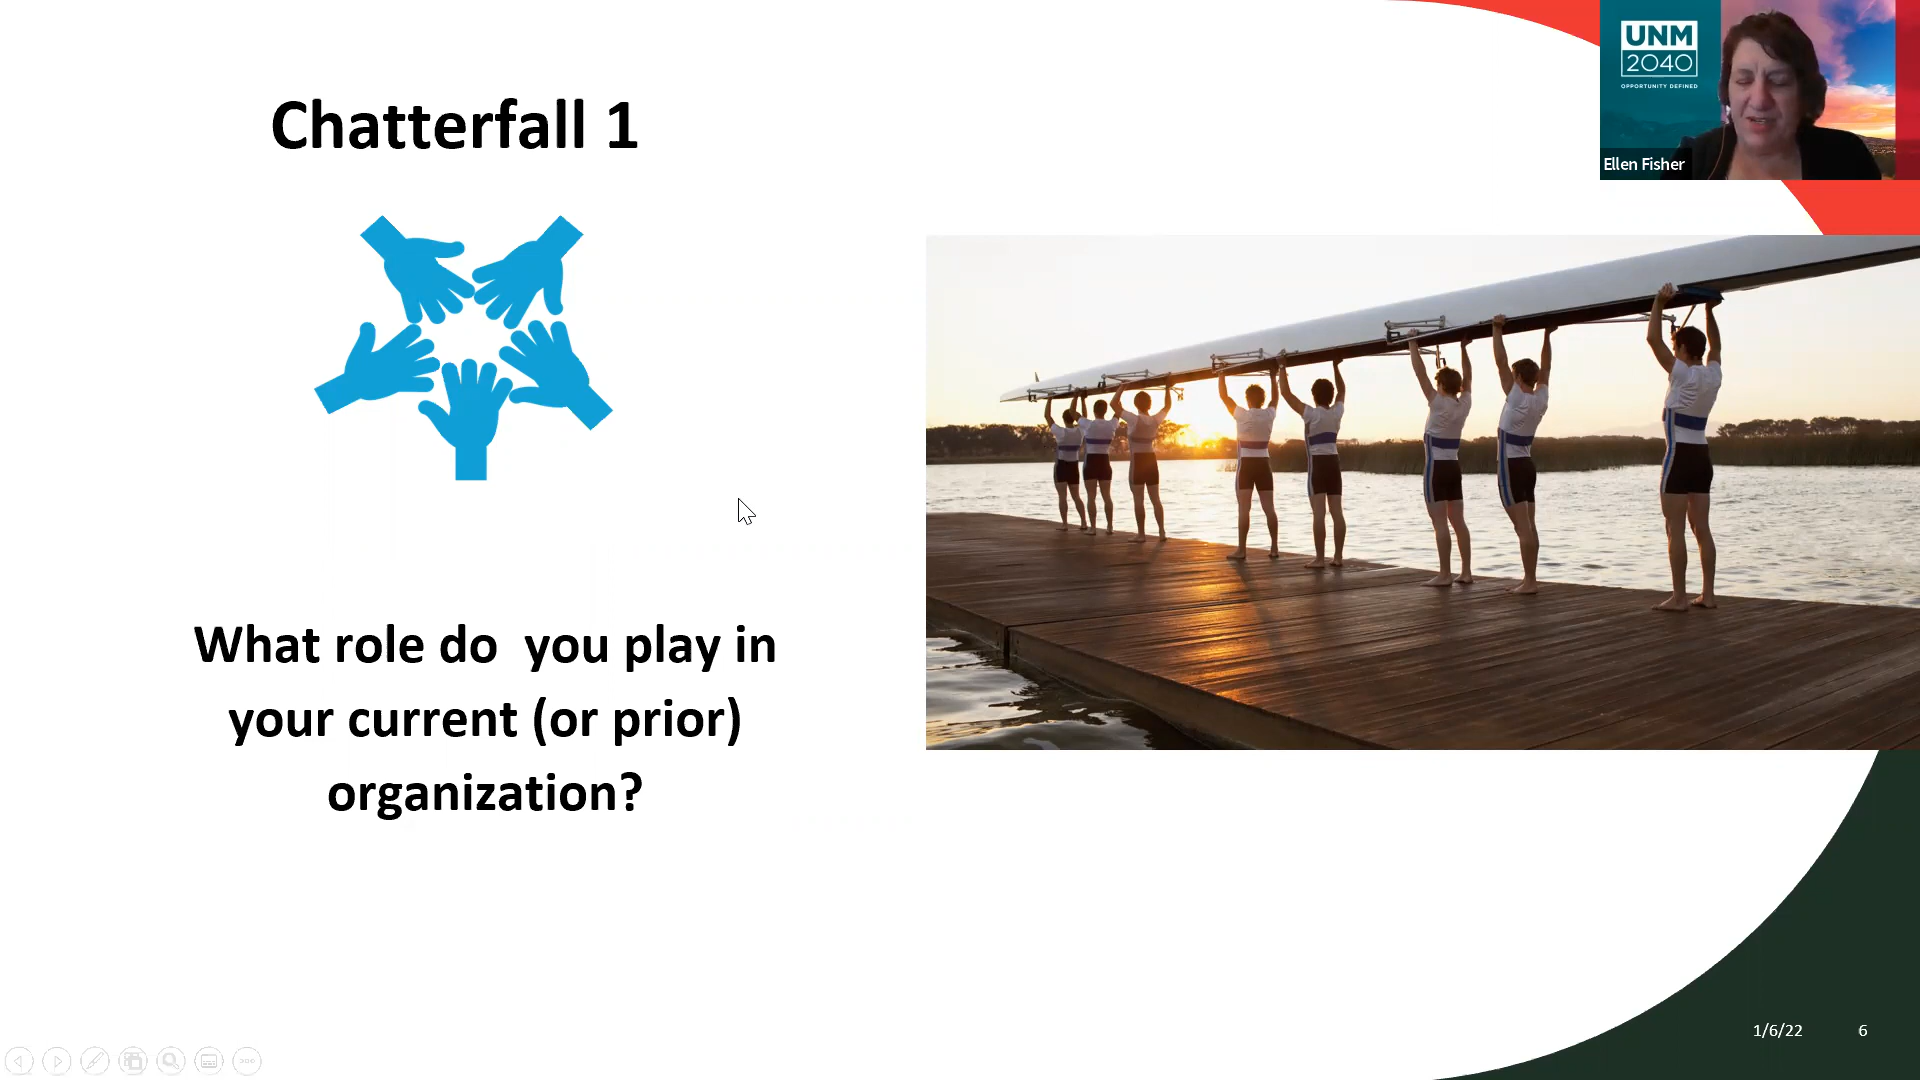 Chatterfall 1
What role do  you play in
your current (or prior)
organization?
UNM
2040
OPPORTUNITY DEFINED
Ellen Fisher
1/6/22
6